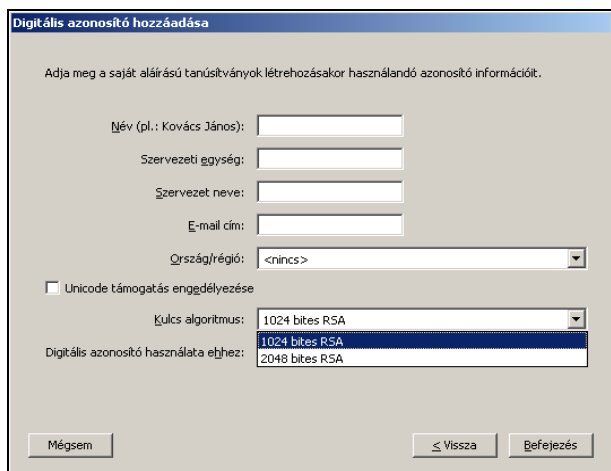 Digitális azonosító hozzáadása
Adja meg a saját aláírású tanúsítványok létrehozásakor használandó azonosító információit.
Név (pl.: Kovács János):
Szervezeti egység:
Szervezet neve:
E-mail cím:
Ország/régió: <nincs>
Unicode támogatás engedélyezése
Kulcs algoritmus: 1024 bites RSA
1024 bites RSA
Digitális azonosító használata ehhez: 2048 bites RSA
Mégsem < Vissza Befejezés